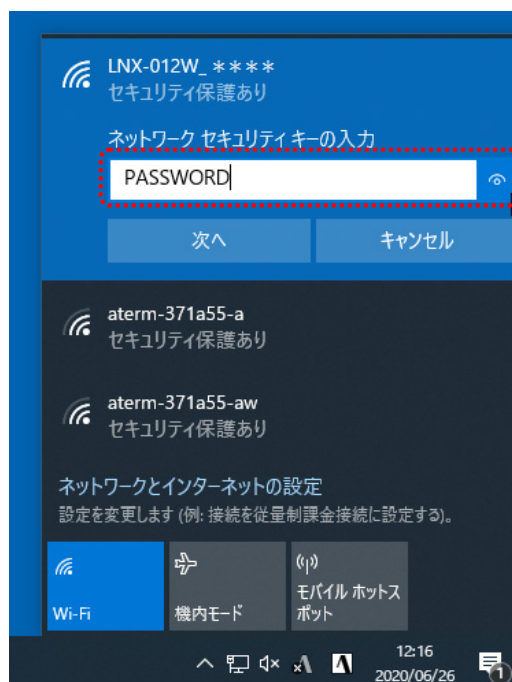 LNX-012W_＊＊＊＊
セキュリティ保護あり
ネットワーク セキュリティ キーの入力
PASSWORD
次へ
キャンセル
aterm-371a55-a
セキュリティ保護あり
aterm-371a55-aw
セキュリティ保護あり
ネットワークとインターネットの設定
設定を変更します (例: 接続を従量制課金接続に設定する)。
Wi-Fi
機内モード
モバイル ホットス
ポット
12:16
2020/06/26
1